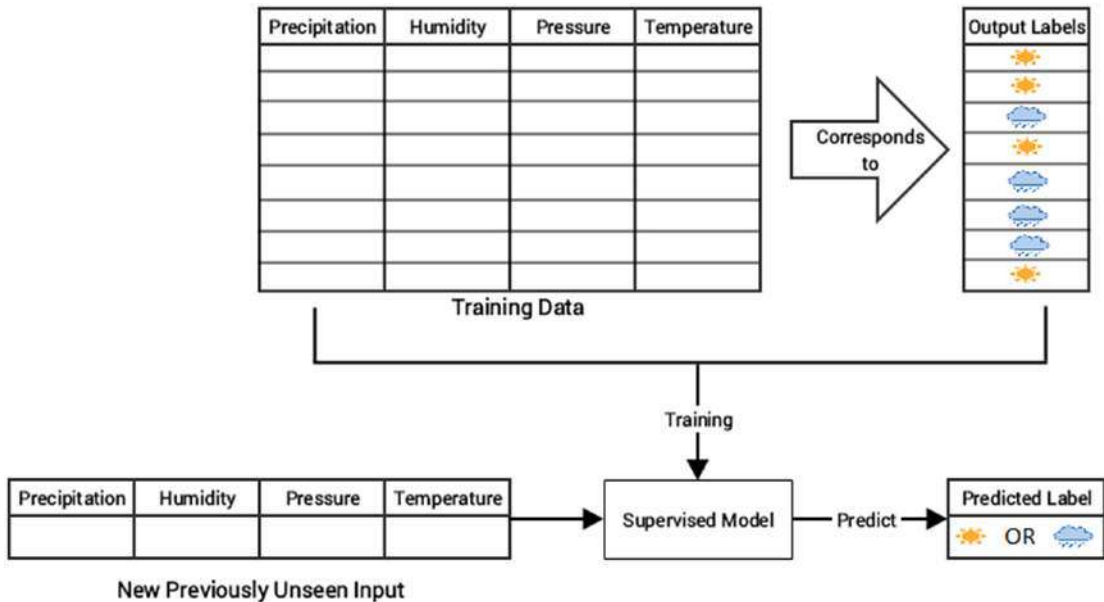 Precipitation Humidity Pressure Temperature
Output Labels
Corresponds
to
Training Data
Training
Precipitation Humidity Pressure Temperature
Supervised Model
Predict
Predicted Label
OR
New Previously Unseen Input